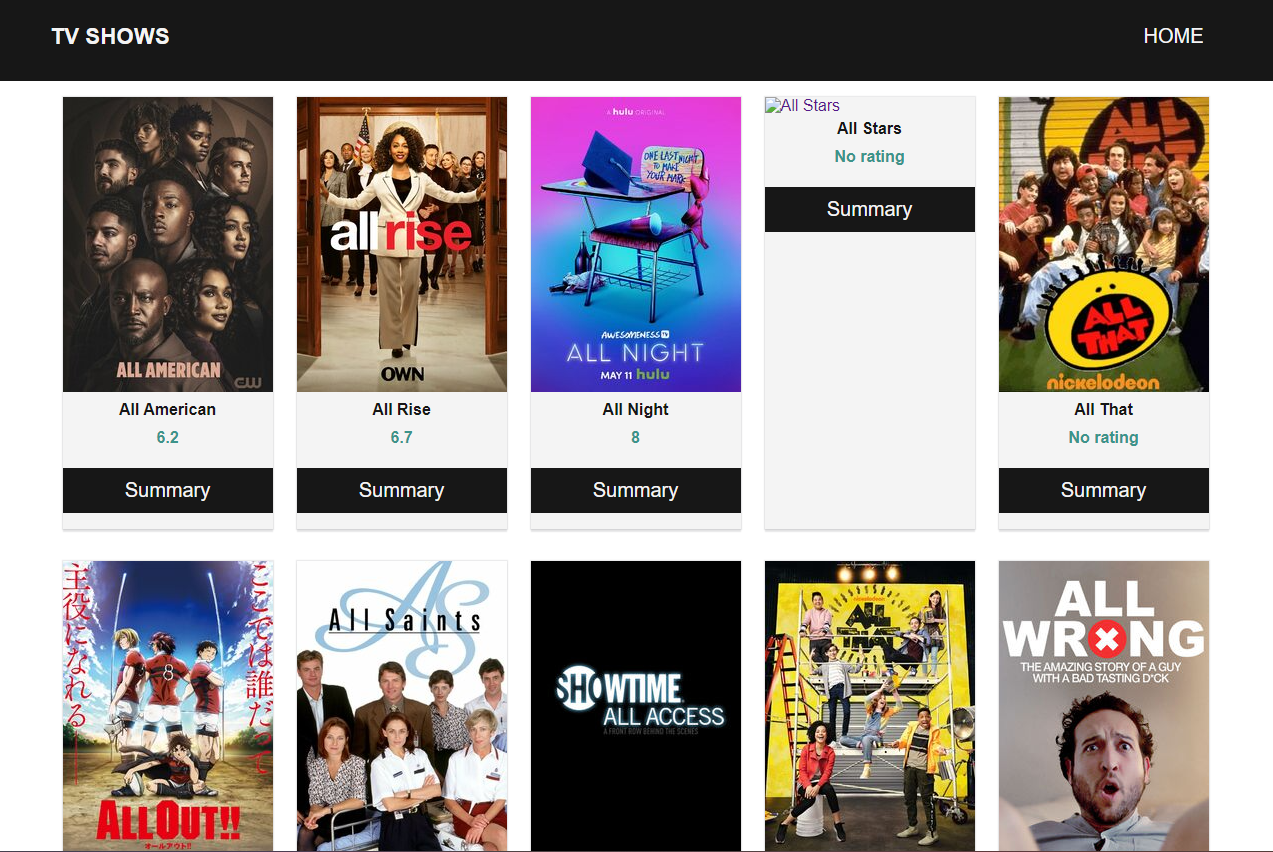 TV SHOWS
HOME
ALL AMERICAN
CW
all rise
OWN
A hulu ORIGINAL
ONE LAST NIGHT
TO MAKE
YOUR MARK
AWESOMENESS TV
ALL NIGHT
MAY 11 hulu
All Stars
ALL
ALL
THAT
nickelodeon
All American
6.2
Summary
All Rise
6.7
Summary
All Night
8
Summary
All Stars
No rating
Summary
All That
No rating
Summary
主役になれる
ここでは誰だって
8
ALLOUT!!
オールアウト!!
AS
All Saints
SHOWTIME
ALL ACCESS
A FRONT ROW BEHIND THE SCENES
nickelodeon
ALL
ALL
WRONG
THE AMAZING STORY OF A GUY
WITH A BAD TASTING D*CK